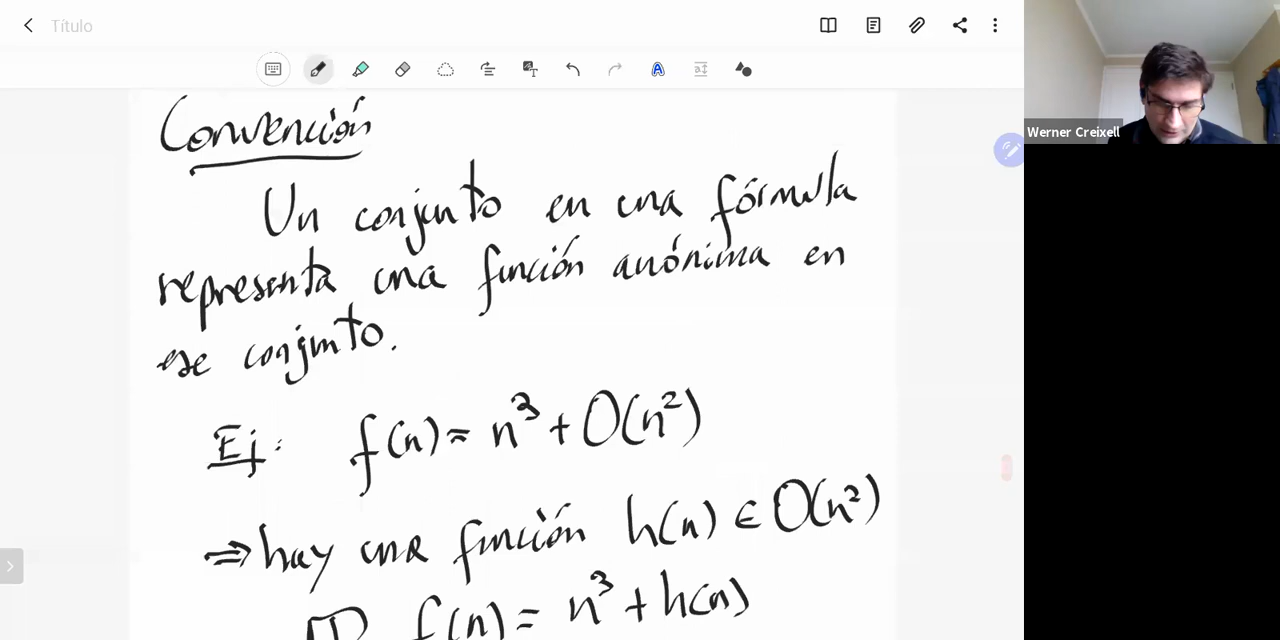 Título
Convención
Un conjunto en una fórmula
representa una función anónima en
ese conjunto.
Ej: f(n) = n³ + O(n²)
⇒ hay una función h(n) ∈ O(n²)
f(n) = n³ + h(n)
Werner Creixell